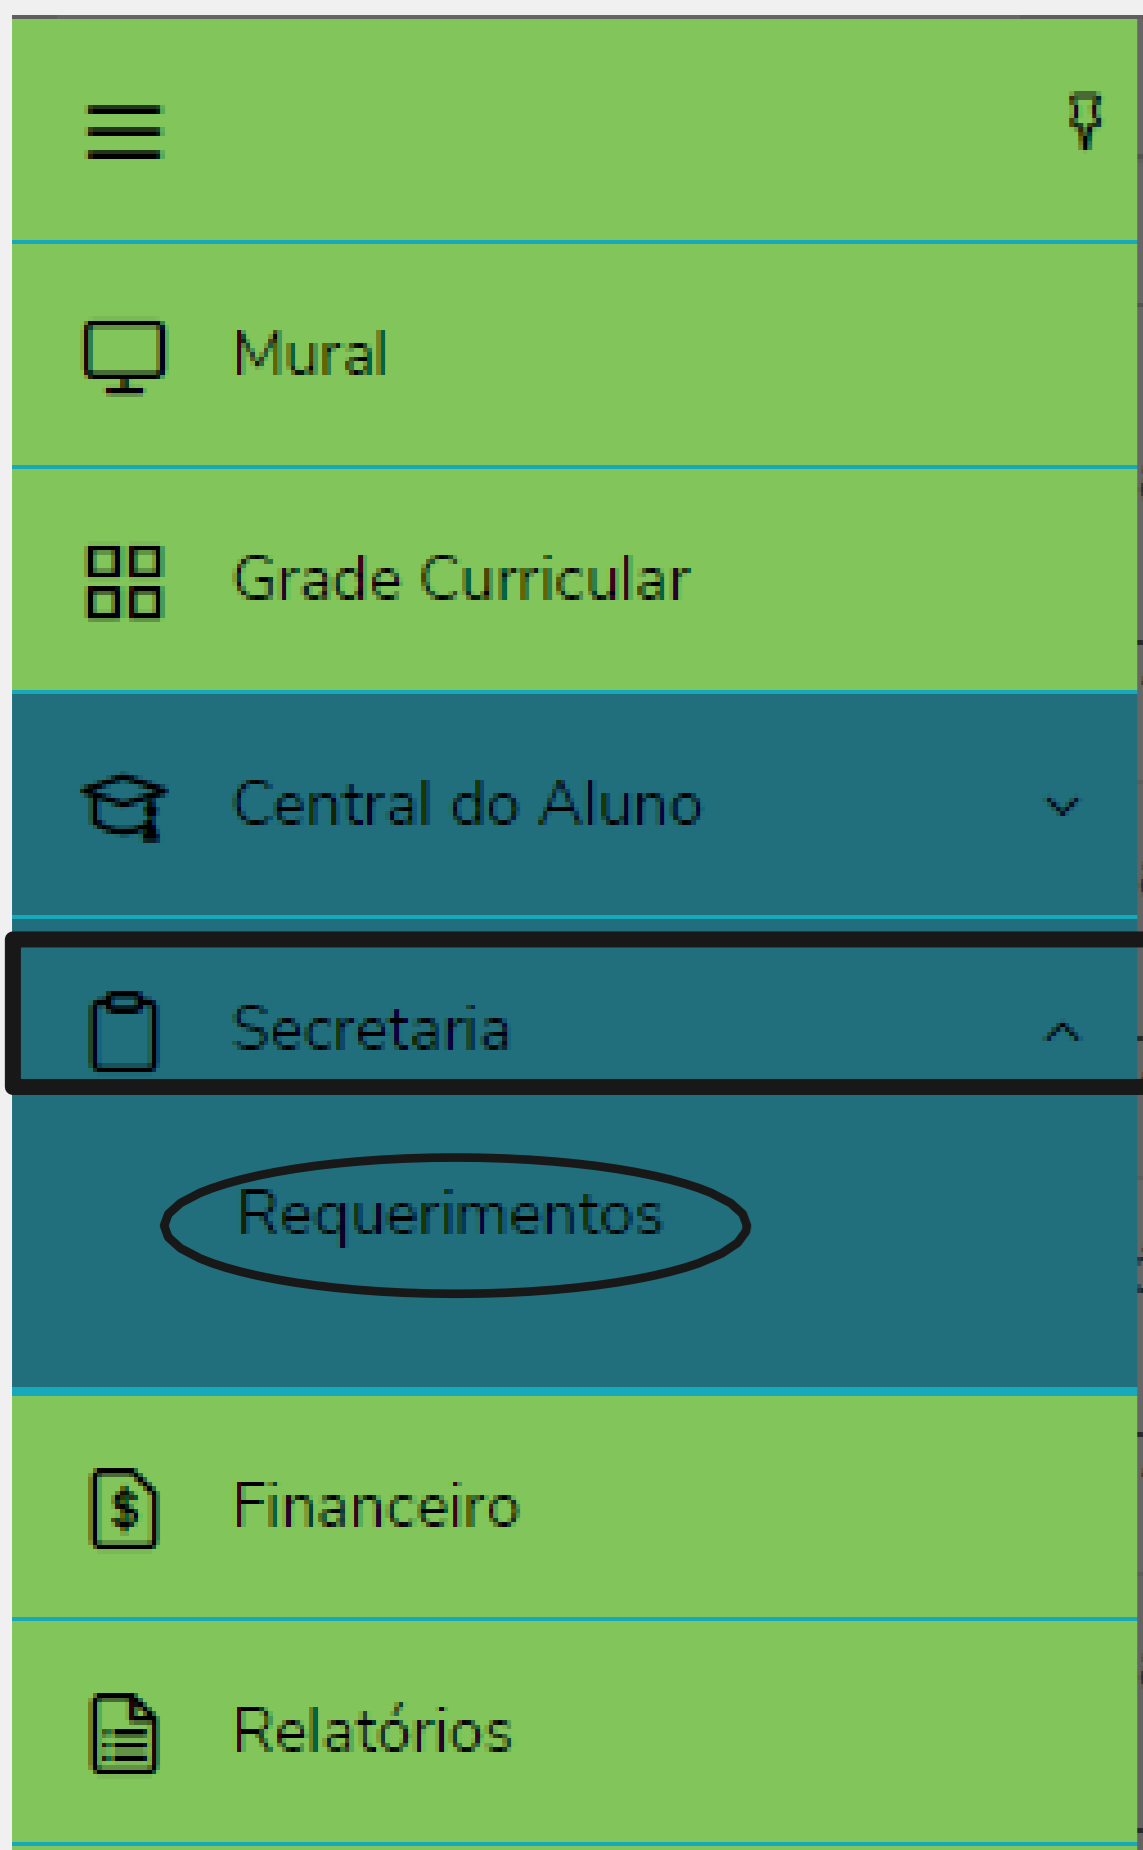 Mural
Grade Curricular
Central do Aluno
Secretaria
Requerimentos
Financeiro
Relatórios